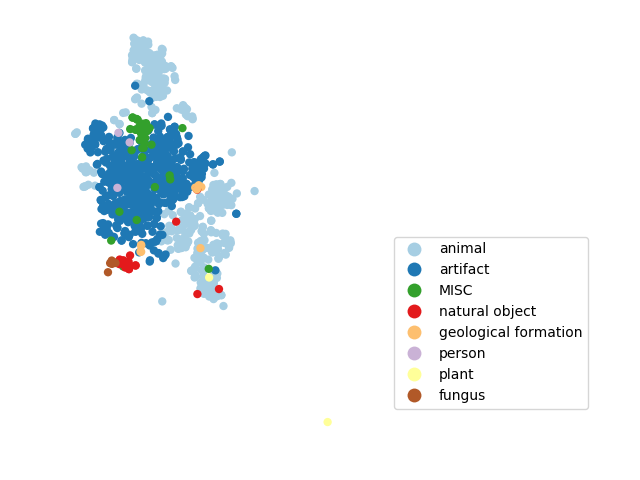 animal
artifact
MISC
natural object
geological formation
person
plant
fungus